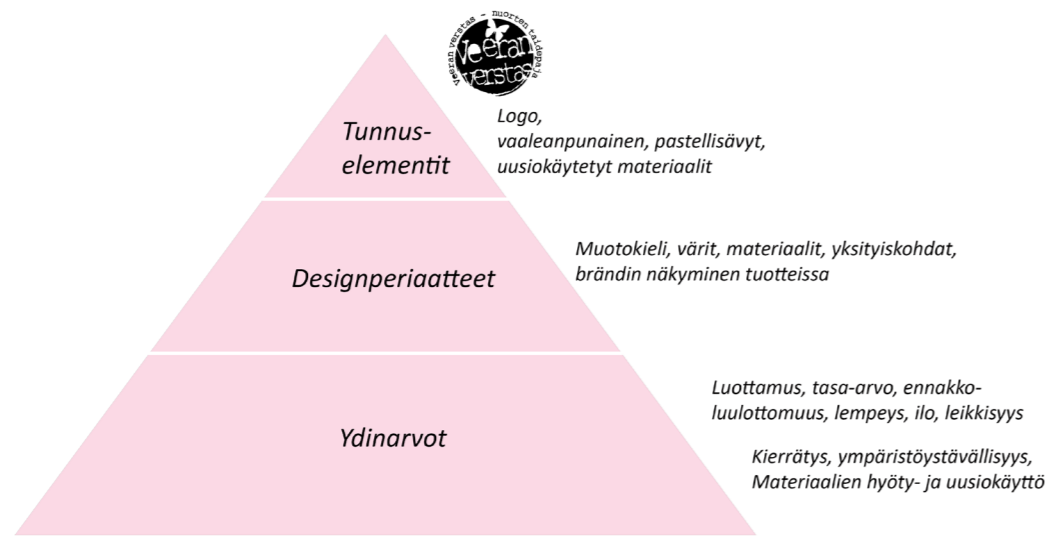 Veeran verstas – nuorten taidepaja
Veeran
verstas
Tunnus-
elementit
Logo,
vaaleanpunainen, pastellisävyt,
uusiokäytetyt materiaalit
Designperiaatteet
Muotokieli, värit, materiaalit, yksityiskohdat,
brändin näkyminen tuotteissa
Ydinarvot
Luottamus, tasa-arvo, ennakko-
luulottomuus, lempeys, ilo, leikkisyys
Kierrätys, ympäristöystävällisyys,
Materiaalien hyöty- ja uusiokäyttö